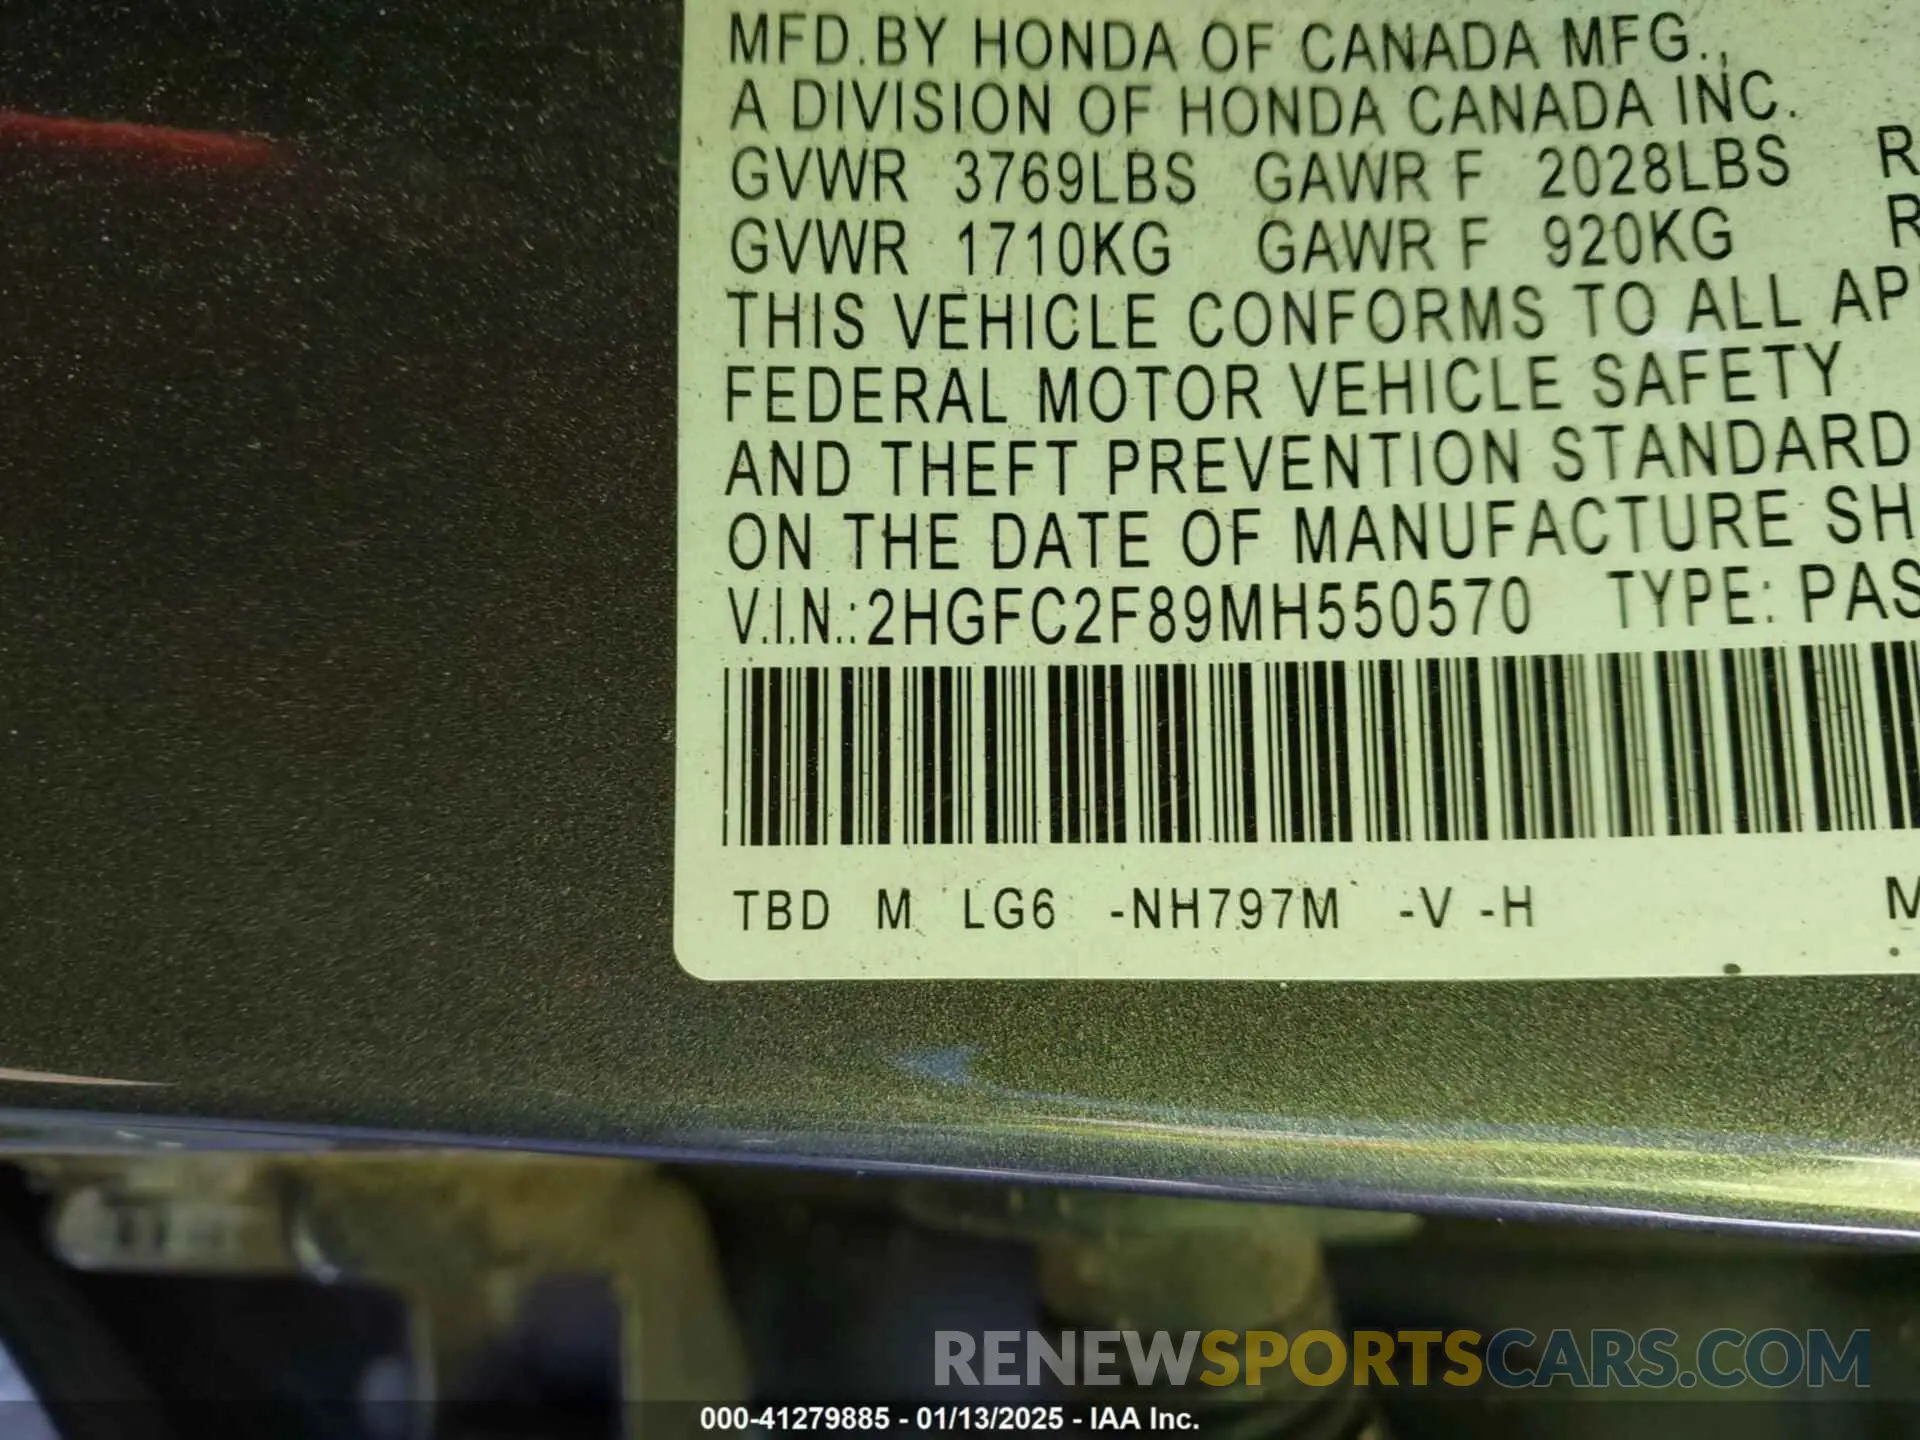 MFD.BY HONDA OF CANADA MFG.,
A DIVISION OF HONDA CANADA INC.
GVWR 3769LBS GAWR F 2028LBS R
GVWR 1710KG GAWR F 920KG R
THIS VEHICLE CONFORMS TO ALL AP
FEDERAL MOTOR VEHICLE SAFETY
AND THEFT PREVENTION STANDARD
ON THE DATE OF MANUFACTURE SH
V.I.N.:2HGFC2F89MH550570 TYPE: PAS
TBD M LG6 -NH797M -V -H M
RENEWSPORTSCARS.COM
000-41279885 - 01/13/2025 - IAA Inc.